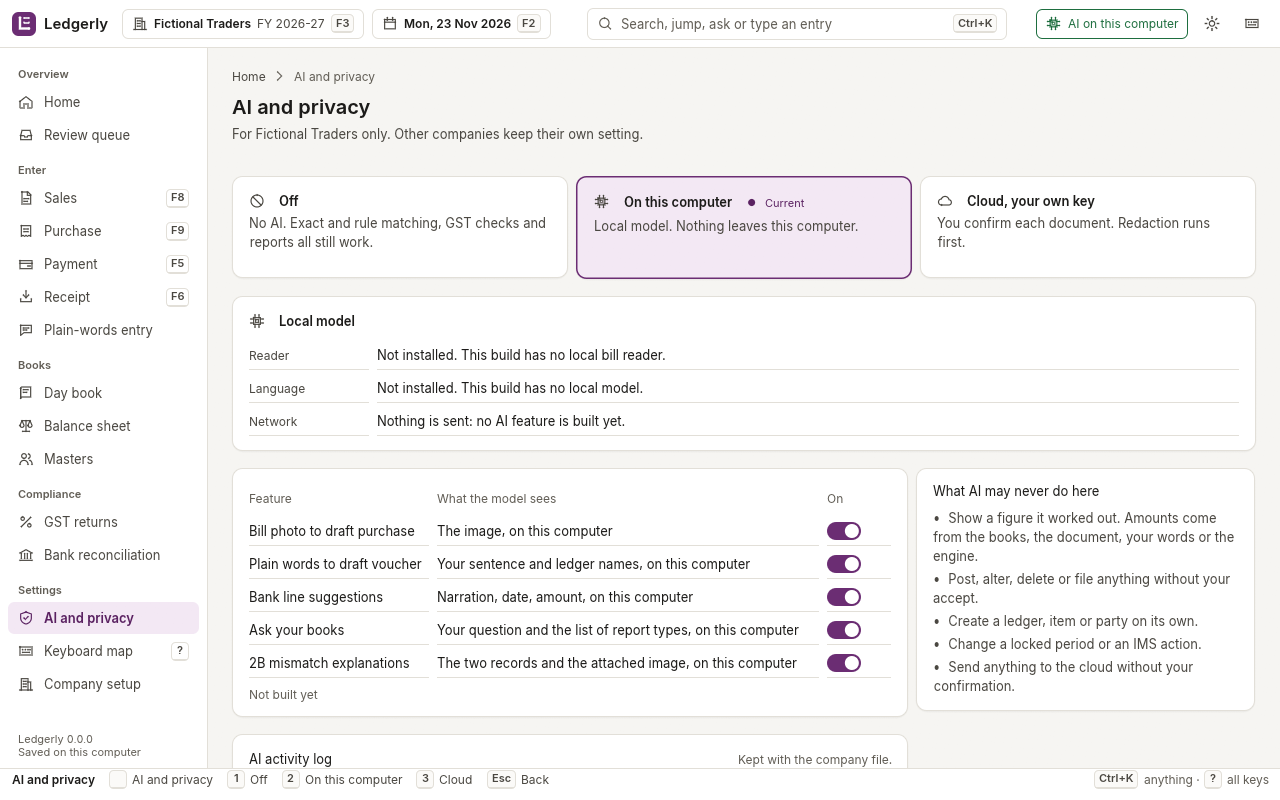 Ledgerly
Fictional Traders FY 2026-27 F3
Mon, 23 Nov 2026 F2
Search, jump, ask or type an entry Ctrl+K
AI on this computer
Overview
Home
Review queue
Enter
Sales F8
Purchase F9
Payment F5
Receipt F6
Plain-words entry
Books
Day book
Balance sheet
Masters
Compliance
GST returns
Bank reconciliation
Settings
AI and privacy
Keyboard map ?
Company setup
Ledgerly 0.0.0
Saved on this computer
Home > AI and privacy
AI and privacy
For Fictional Traders only. Other companies keep their own setting.
Off
No AI. Exact and rule matching, GST checks and
reports all still work.
On this computer • Current
Local model. Nothing leaves this computer.
Cloud, your own key
You confirm each document. Redaction runs
first.
Local model
Reader Not installed. This build has no local bill reader.
Language Not installed. This build has no local model.
Network Nothing is sent: no AI feature is built yet.
Feature What the model sees On
Bill photo to draft purchase The image, on this computer
Plain words to draft voucher Your sentence and ledger names, on this computer
Bank line suggestions Narration, date, amount, on this computer
Ask your books Your question and the list of report types, on this computer
2B mismatch explanations The two records and the attached image, on this computer
Not built yet
What AI may never do here
• Show a figure it worked out. Amounts come
from the books, the document, your words or the
engine.
• Post, alter, delete or file anything without your
accept.
• Create a ledger, item or party on its own.
• Change a locked period or an IMS action.
• Send anything to the cloud without your
confirmation.
AI activity log Kept with the company file.
AI and privacy AI and privacy 1 Off 2 On this computer 3 Cloud Esc Back Ctrl+K anything · ? all keys